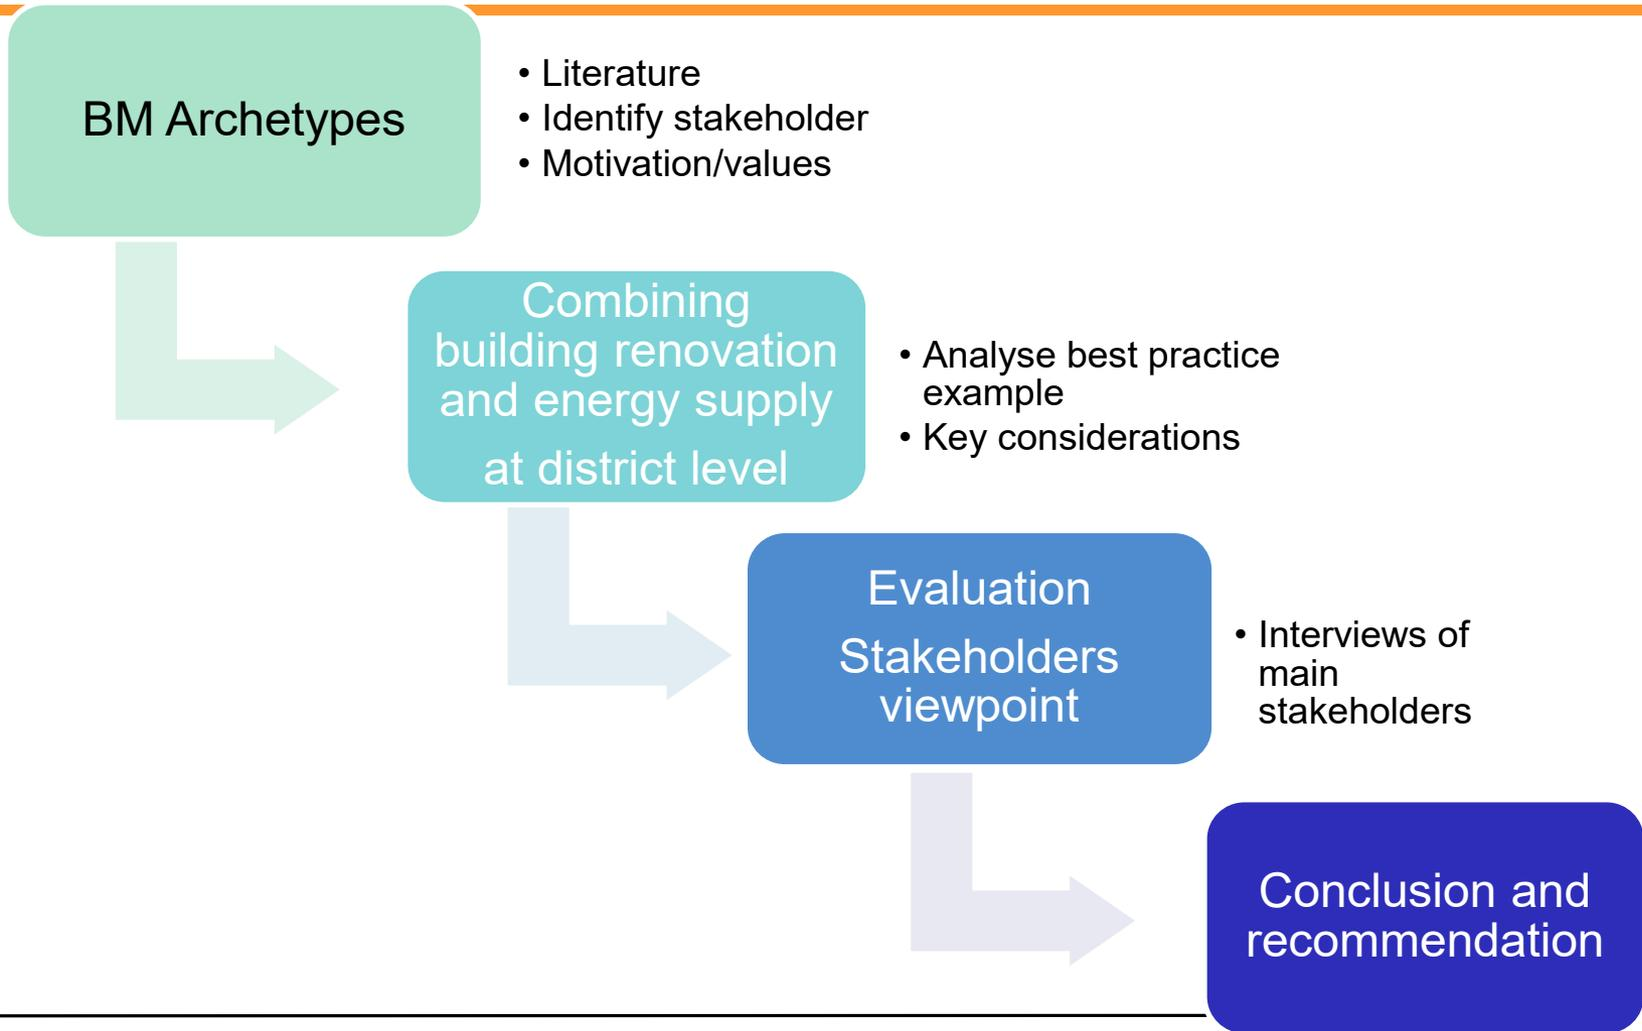 BM Archetypes
• Literature
• Identify stakeholder
• Motivation/values
Combining
building renovation
and energy supply
at district level
• Analyse best practice
example
• Key considerations
Evaluation
Stakeholders
viewpoint
• Interviews of
main
stakeholders
Conclusion and
recommendation